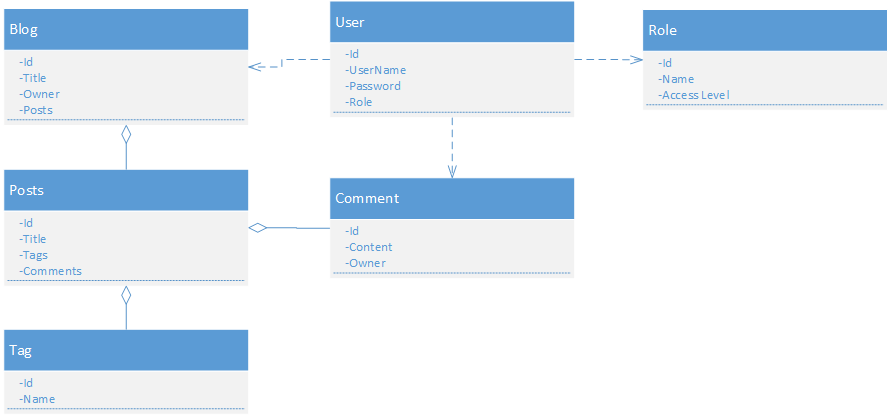 Blog
-Id
-Title
-Owner
-Posts
User
-Id
-UserName
-Password
-Role
Role
-Id
-Name
-Access Level
Posts
-Id
-Title
-Tags
-Comments
Comment
-Id
-Content
-Owner
Tag
-Id
-Name